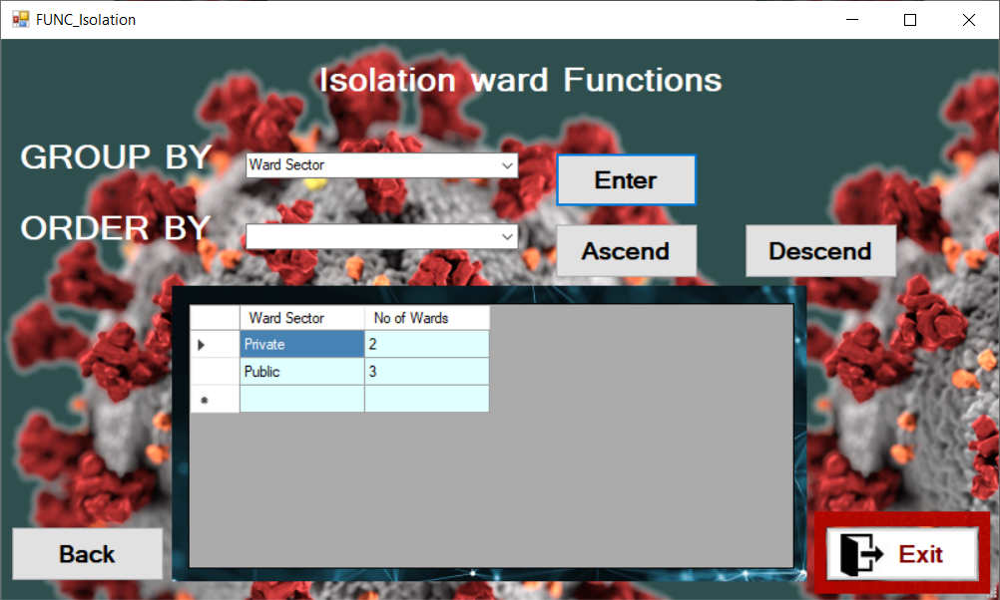 FUNC_Isolation
Isolation ward Functions
GROUP BY Ward Sector Enter
ORDER BY
Ascend Descend
Ward Sector No of Wards
Private 2
Public 3
Back Exit